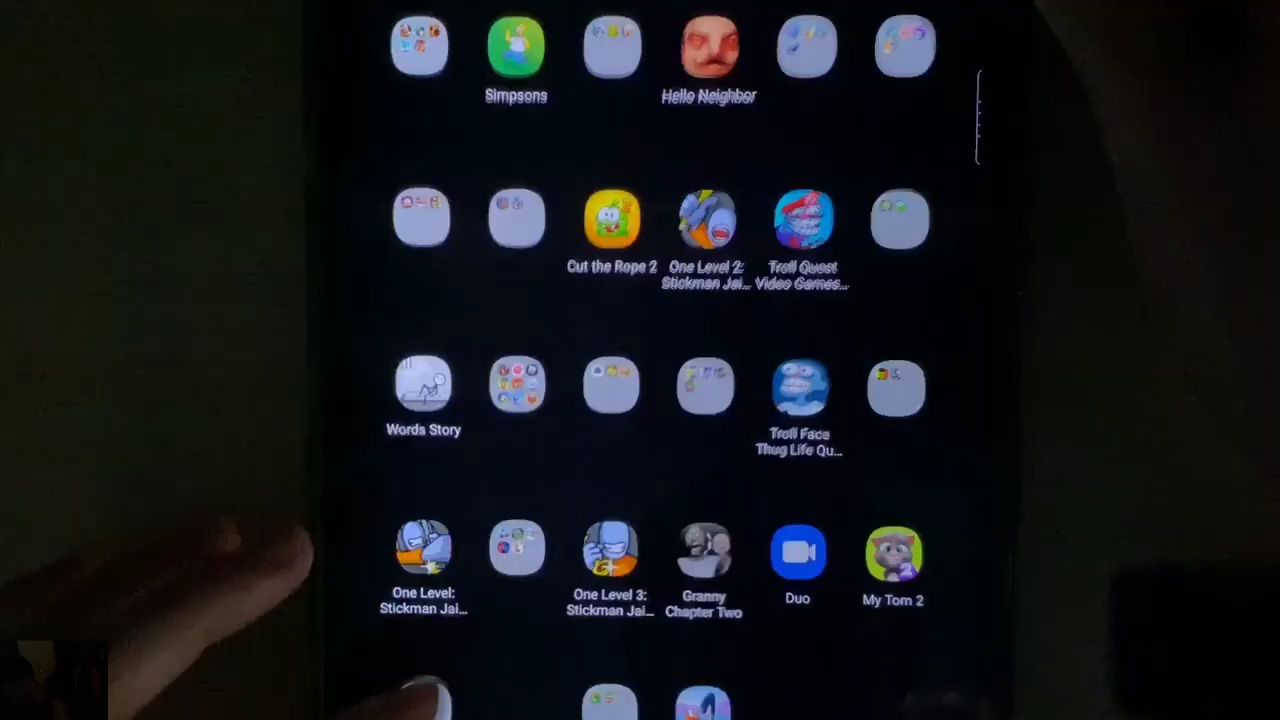 Simpsons
Hello Neighbor
Cut the Rope 2
One Level 2:
Stickman Jai...
Troll Quest
Video Games...
Words Story
Troll Face
Thug Life Qu...
One Level:
Stickman Jai...
One Level 3:
Stickman Jai...
Granny
Chapter Two
Duo
My Tom 2